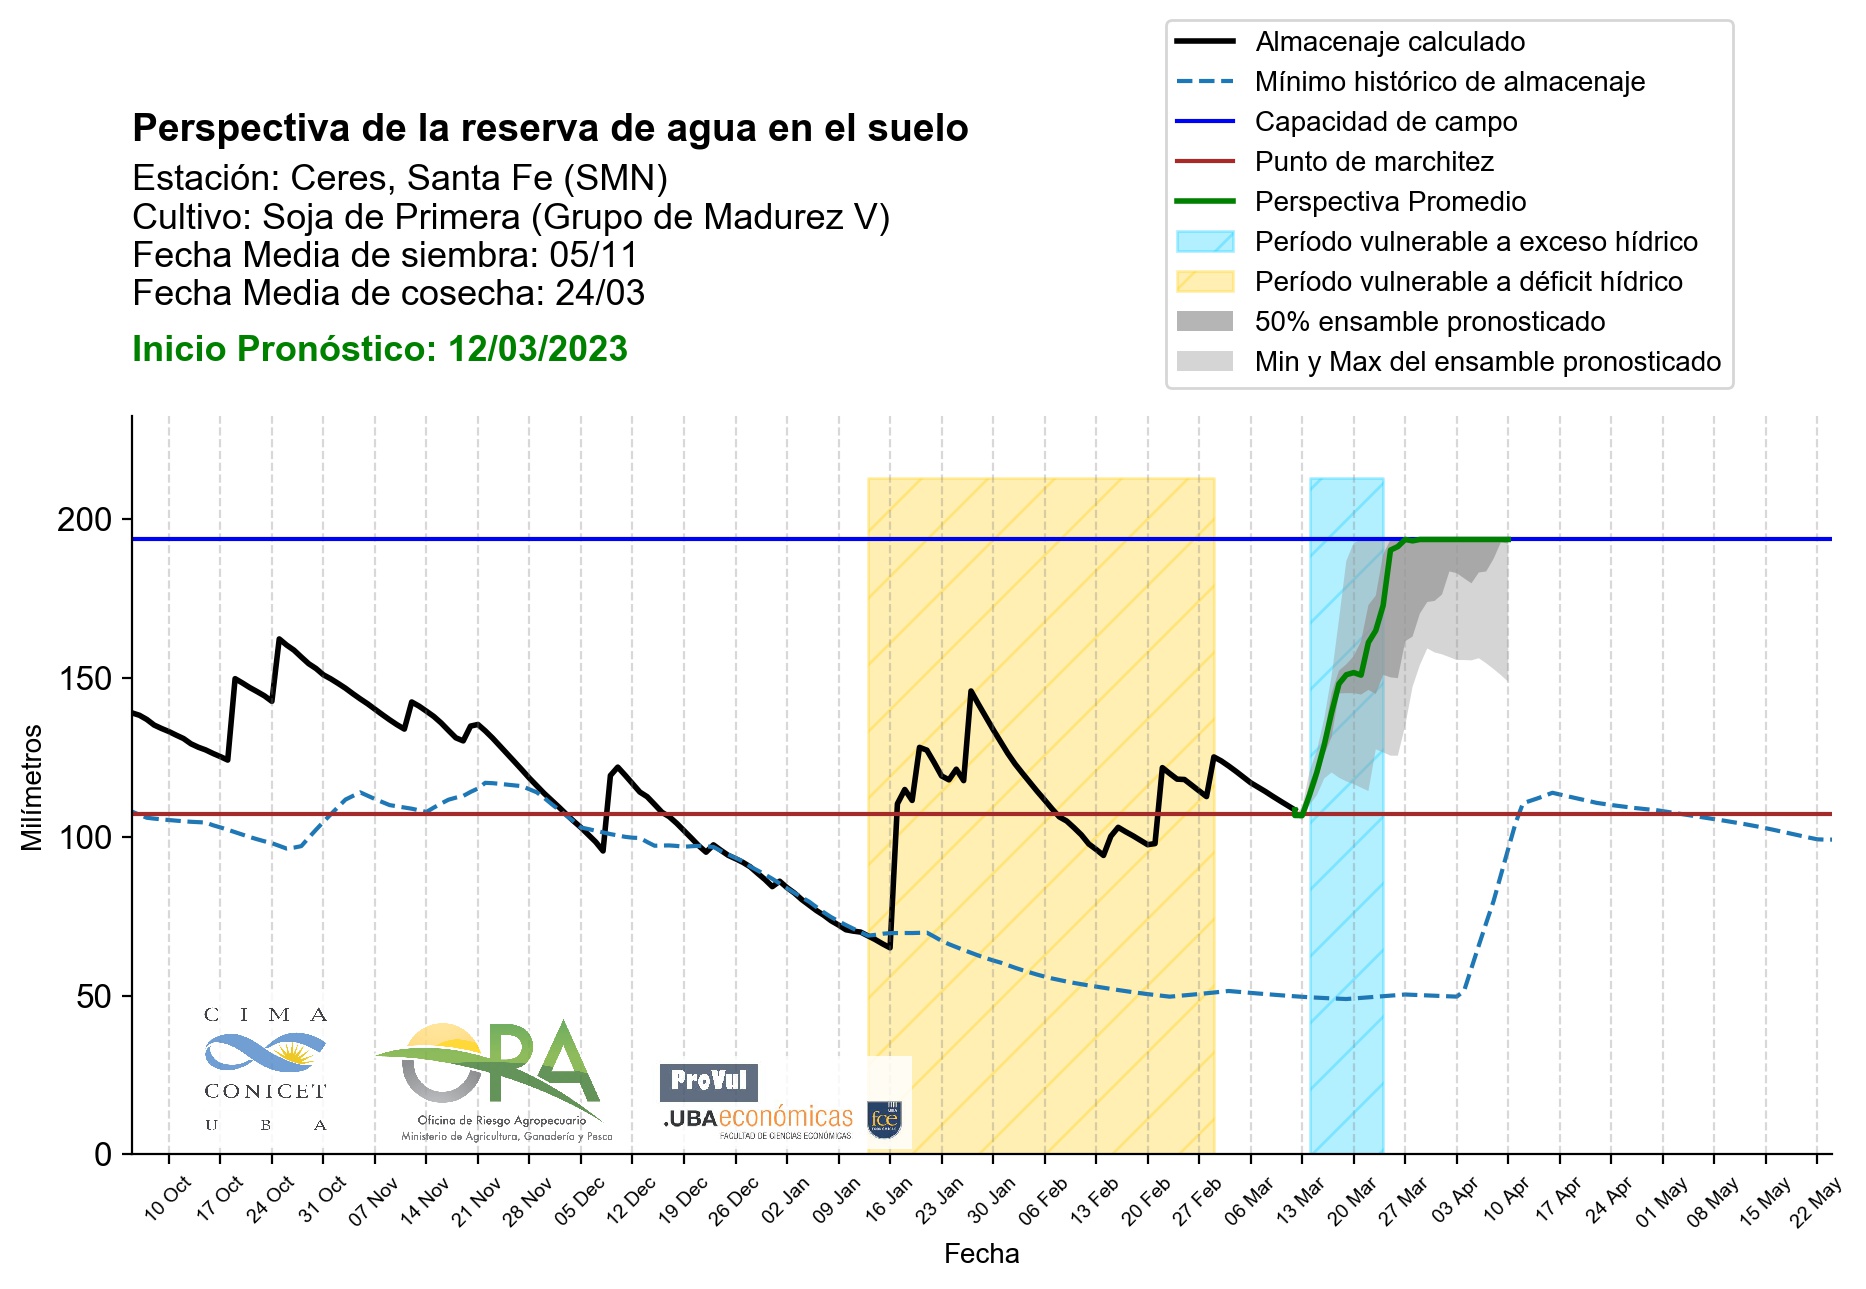 Almacenaje calculado
Mínimo histórico de almacenaje
Capacidad de campo
Punto de marchitez
Perspectiva Promedio
Período vulnerable a exceso hídrico
Período vulnerable a déficit hídrico
50% ensamble pronosticado
Min y Max del ensamble pronosticado
Perspectiva de la reserva de agua en el suelo
Estación: Ceres, Santa Fe (SMN)
Cultivo: Soja de Primera (Grupo de Madurez V)
Fecha Media de siembra: 05/11
Fecha Media de cosecha: 24/03
Inicio Pronóstico: 12/03/2023
Milímetros
200
150
100
50
0
CIMA
CONICET
UBA
ORA
Oficina de Riesgo Agropecuario
Ministerio de Agricultura, Ganadería y Pesca
ProVul
.UBAeconómicas
FACULTAD DE CIENCIAS ECONÓMICAS
UBA
fce
ECONÓMICAS
10 Oct 17 Oct 24 Oct 31 Oct 07 Nov 14 Nov 21 Nov 28 Nov 05 Dec 12 Dec 19 Dec 26 Dec 02 Jan 09 Jan 16 Jan 23 Jan 30 Jan 06 Feb 13 Feb 20 Feb 27 Feb 06 Mar 13 Mar 20 Mar 27 Mar 03 Apr 10 Apr 17 Apr 24 Apr 01 May 08 May 15 May 22 May
Fecha